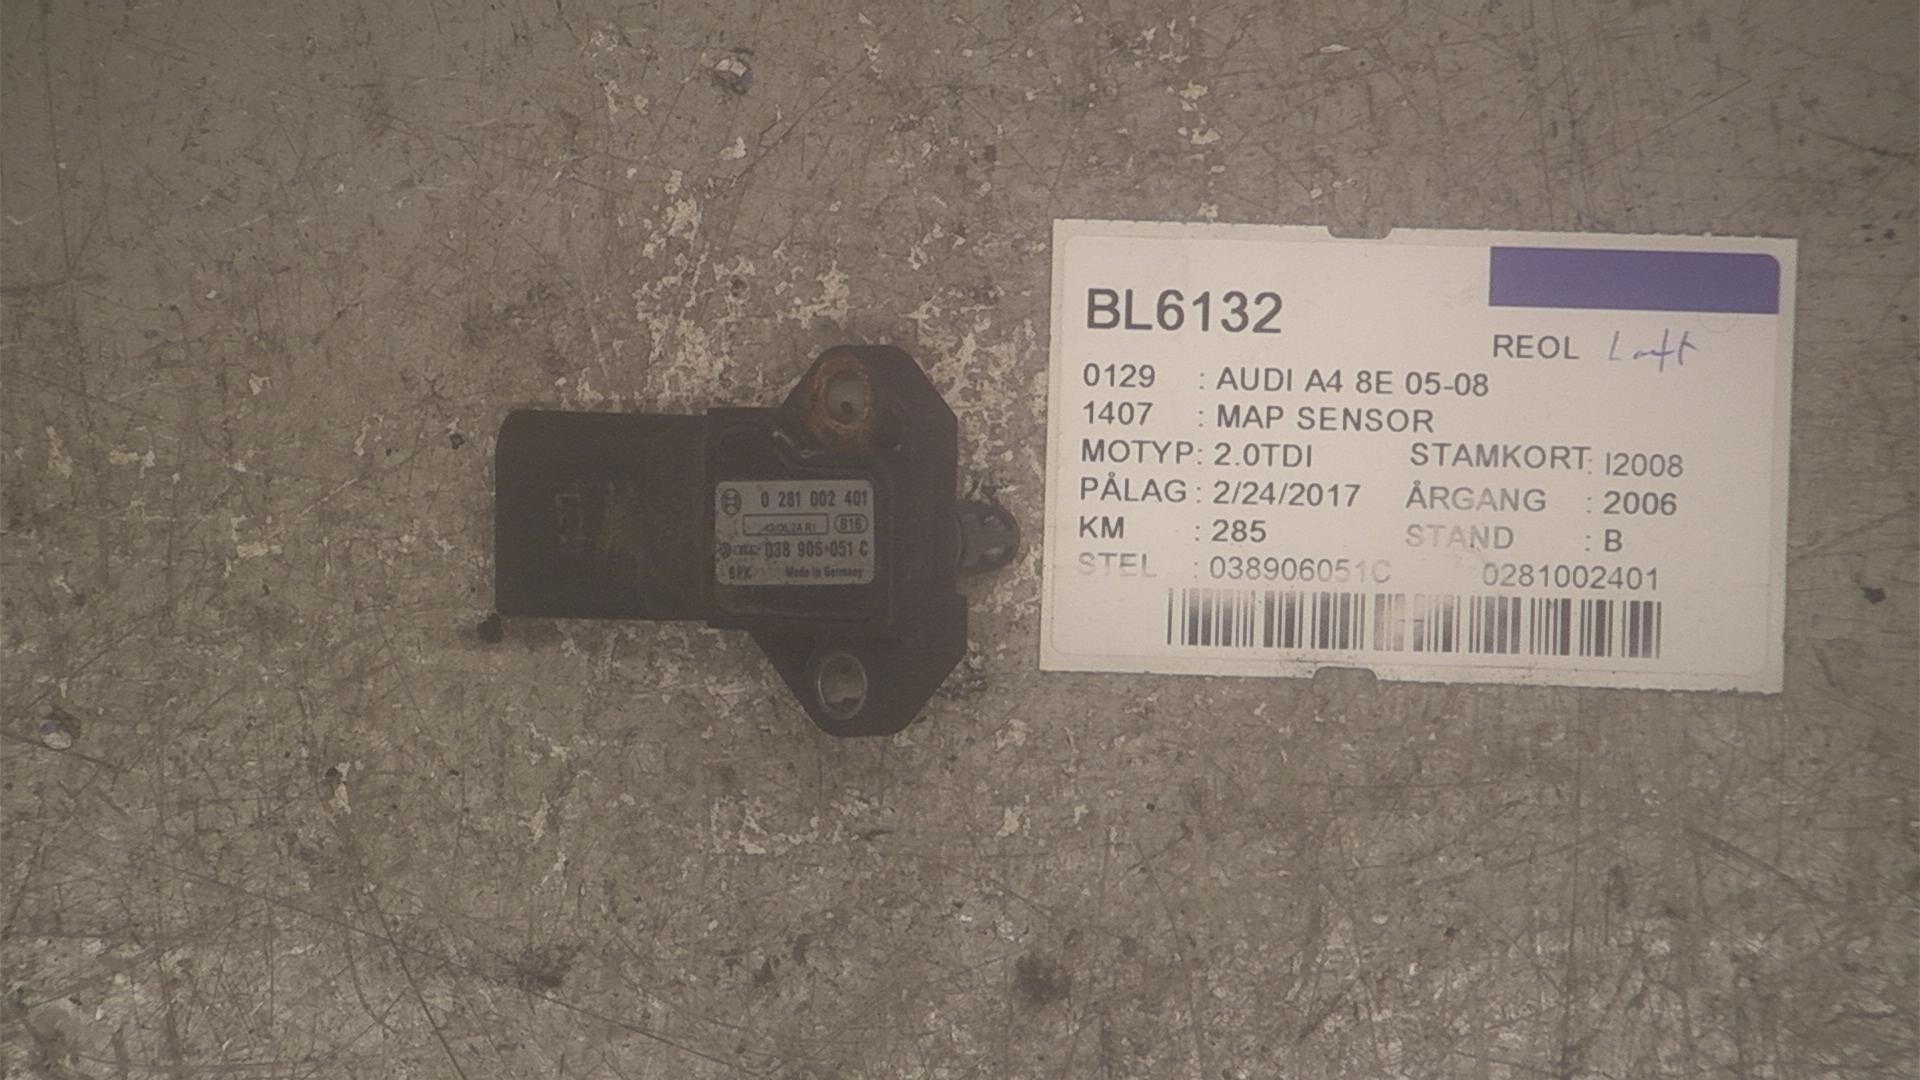 0 281 002 401
B16
038 906 051 C
Made in Germany
BL6132
REOL Loft
0129 : AUDI A4 8E 05-08
1407 : MAP SENSOR
MOTYP: 2.0TDI STAMKORT: I2008
PÅLAG : 2/24/2017 ÅRGANG : 2006
KM : 285 STAND : B
STEL : 038906051C 0281002401